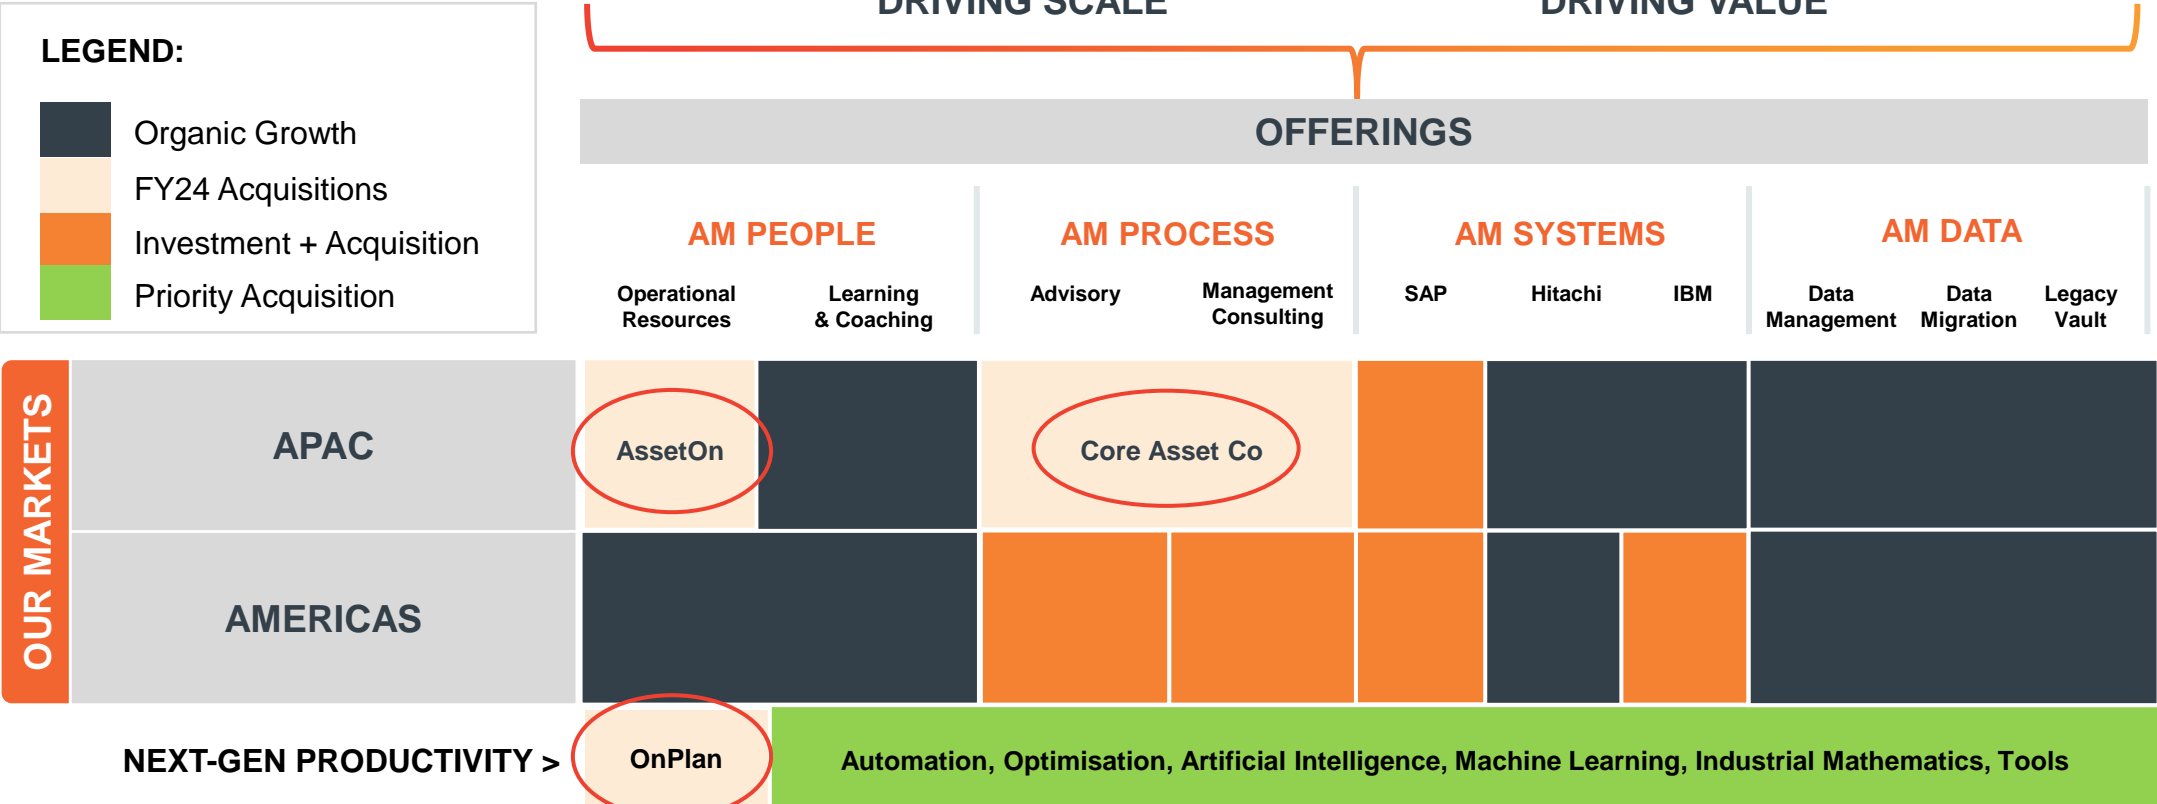 DRIVING SCALE
DRIVING VALUE
LEGEND:
Organic Growth
FY24 Acquisitions
Investment + Acquisition
Priority Acquisition
OFFERINGS
AM PEOPLE
AM PROCESS
AM SYSTEMS
AM DATA
Operational
Resources
Learning
& Coaching
Advisory
Management
Consulting
SAP
Hitachi
IBM
Data
Management
Data
Migration
Legacy
Vault
OUR MARKETS
APAC
AssetOn
Core Asset Co
AMERICAS
NEXT-GEN PRODUCTIVITY >
OnPlan
Automation, Optimisation, Artificial Intelligence, Machine Learning, Industrial Mathematics, Tools